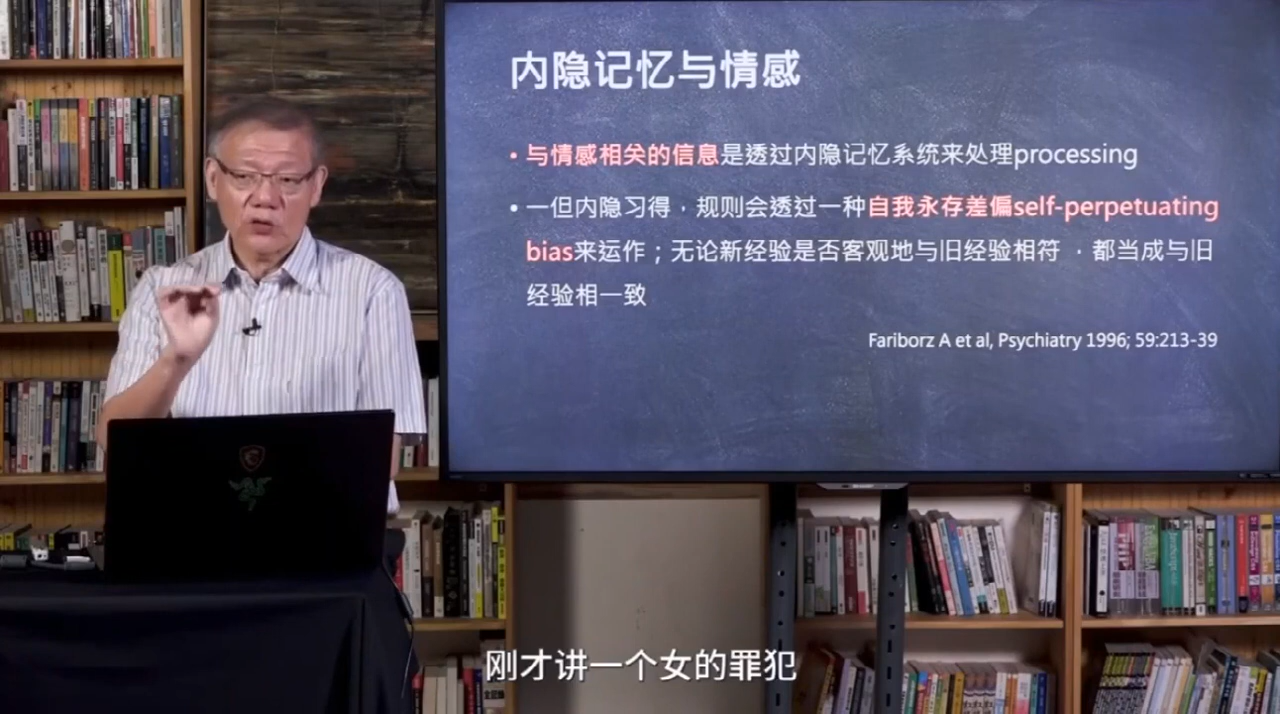 内隐记忆与情感
• 与情感相关的信息是透过内隐记忆系统来处理processing
• 一但内隐习得，规则会透过一种自我永存差偏self-perpetuating
bias来运作；无论新经验是否客观地与旧经验相符 ，都当成与旧
经验相一致
Fariborz A et al, Psychiatry 1996; 59:213-39
刚才讲一个女的罪犯